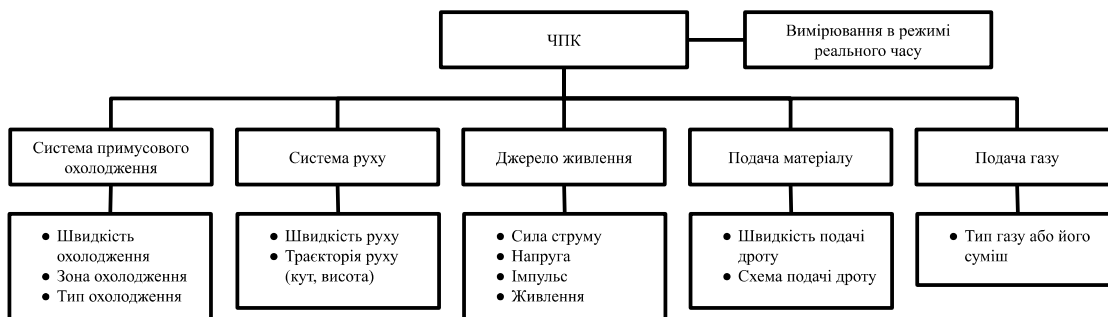 ЧПК
Вимірювання в режимі
реального часу
Система примусового
охолодження
Система руху
Джерело живлення
Подача матеріалу
Подача газу
● Швидкість
охолодження
● Зона охолодження
● Тип охолодження
● Швидкість руху
● Траєкторія руху
(кут, висота)
● Сила струму
● Напруга
● Імпульс
● Живлення
● Швидкість подачі
дроту
● Схема подачі дроту
● Тип газу або його
суміш